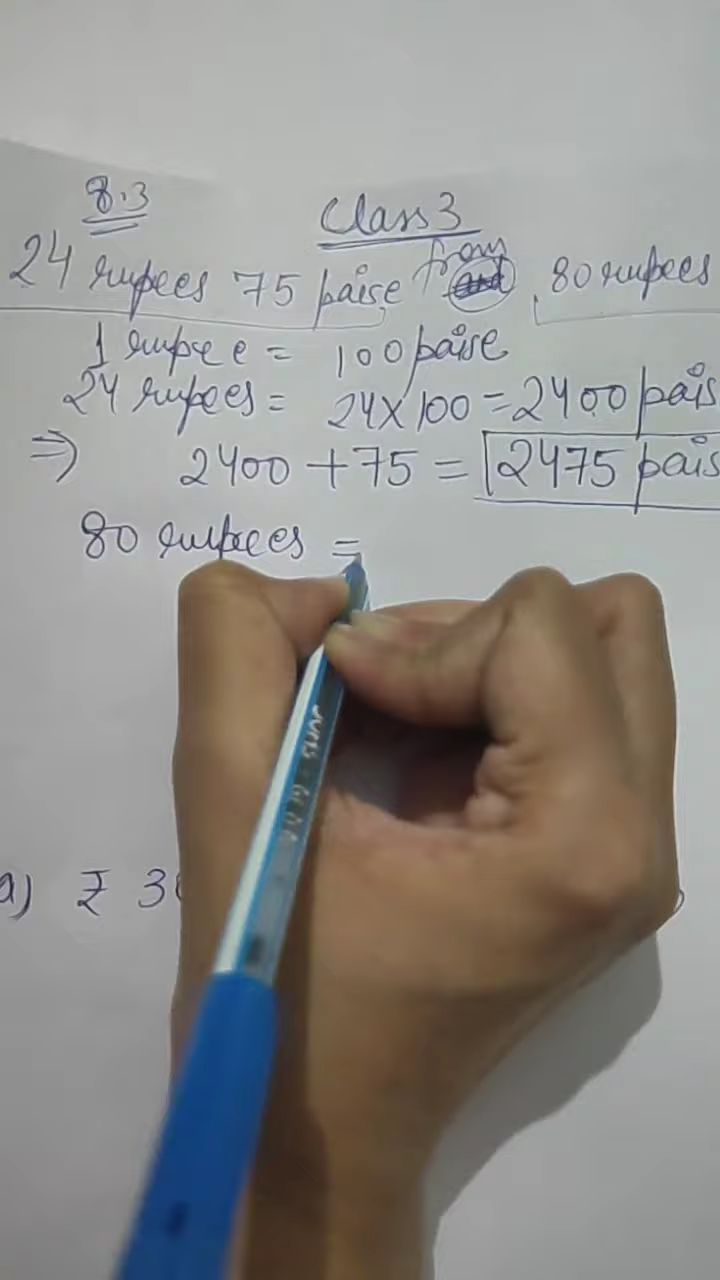 8.3
Class 3
24 rupees 75 paise from 80 rupees
1 rupee = 100 paise
24 rupees = 24 X 100 = 2400 pais
⇒ 2400 + 75 = 2475 pais
80 rupees =
a) ₹ 3